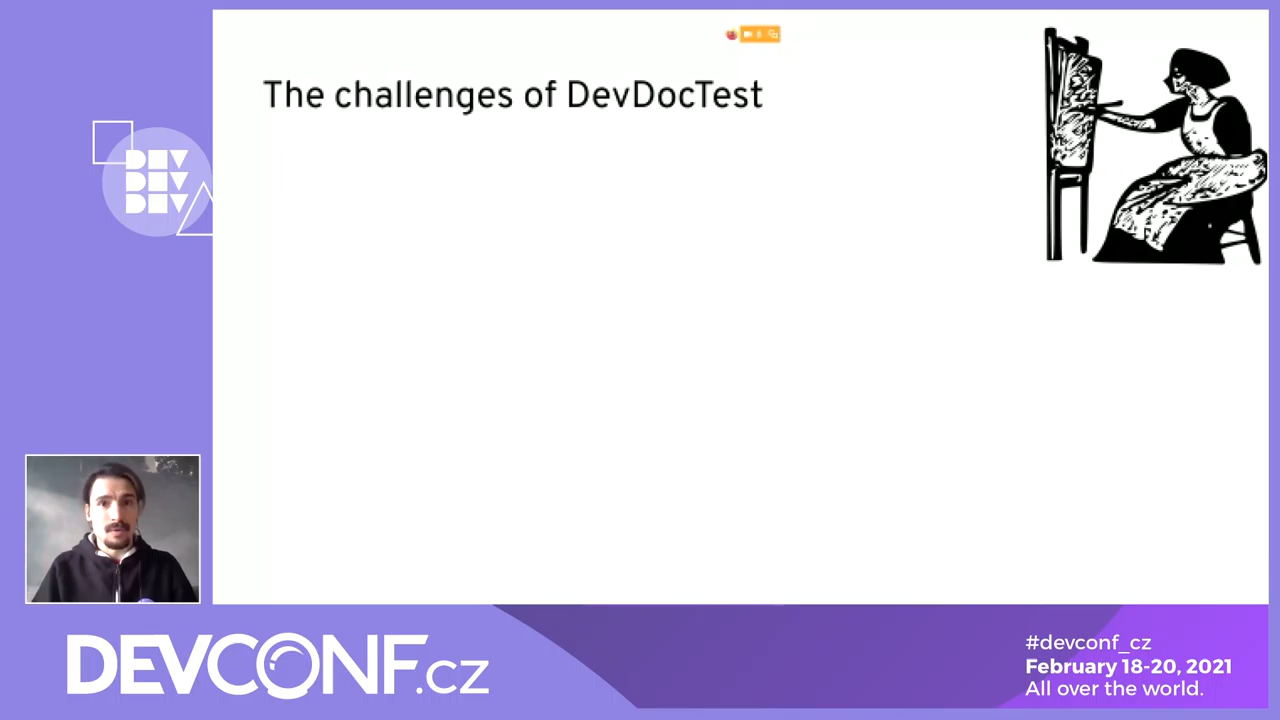 The challenges of DevDocTest
DEV
DEV
DEV
DEVCONF.cz
#devconf_cz
February 18-20, 2021
All over the world.